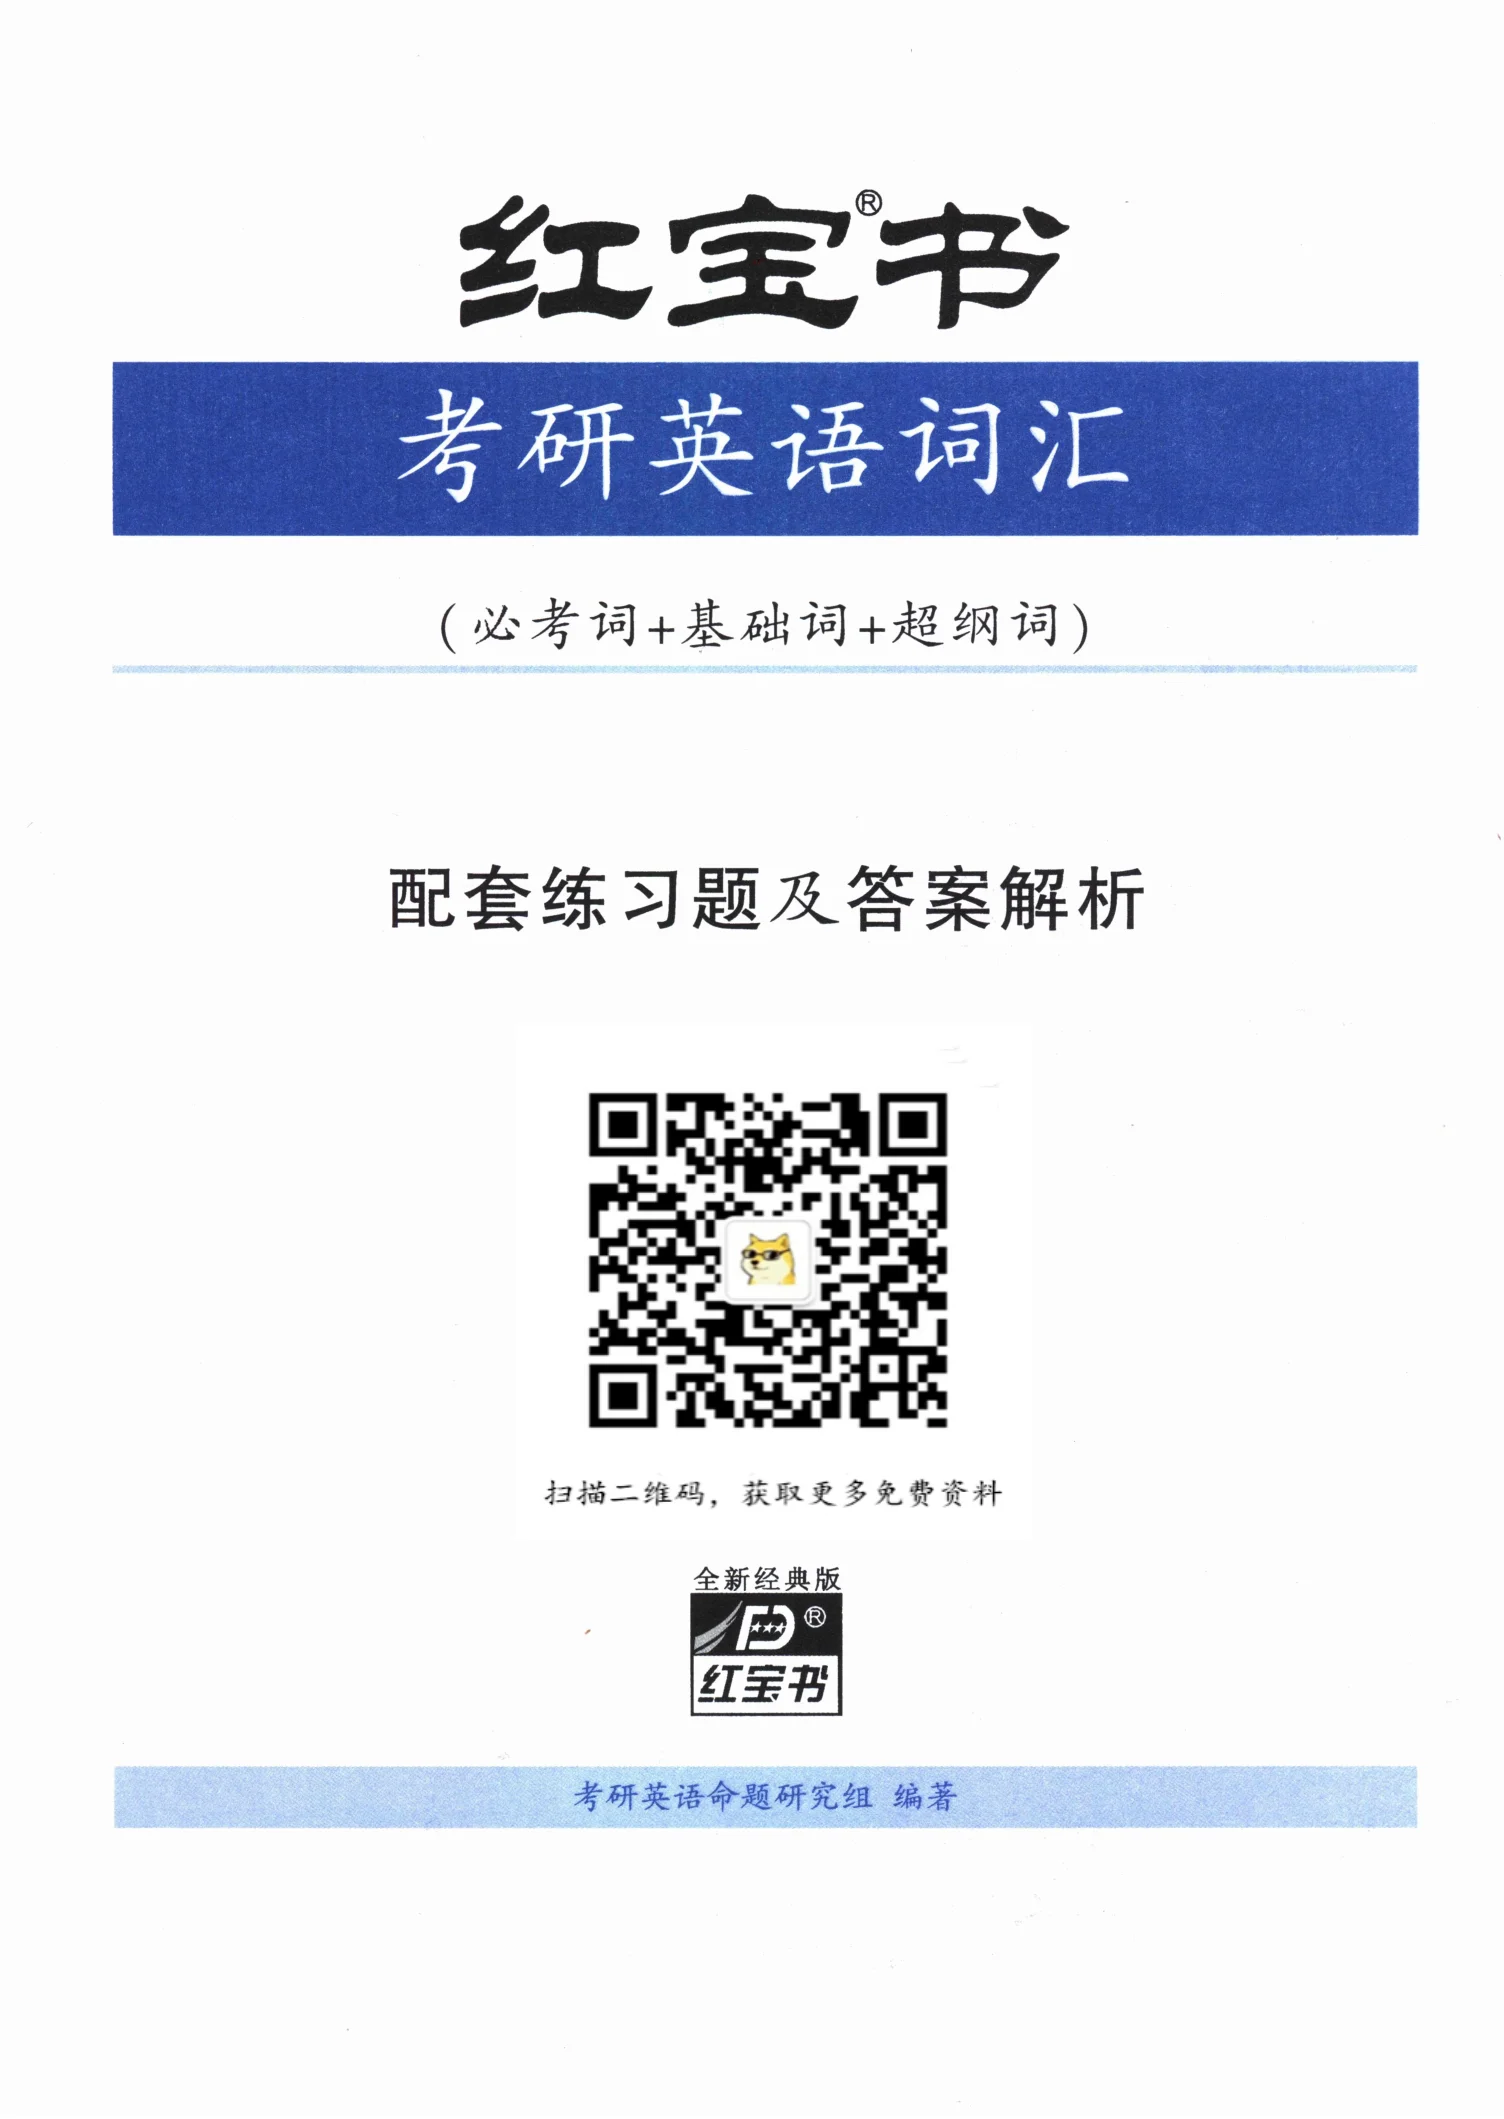 红宝®书
考研英语词汇
(必考词+基础词+超纲词)
配套练习题及答案解析
扫描二维码，获取更多免费资料
全新经典版
®
红宝书
考研英语命题研究组 编著